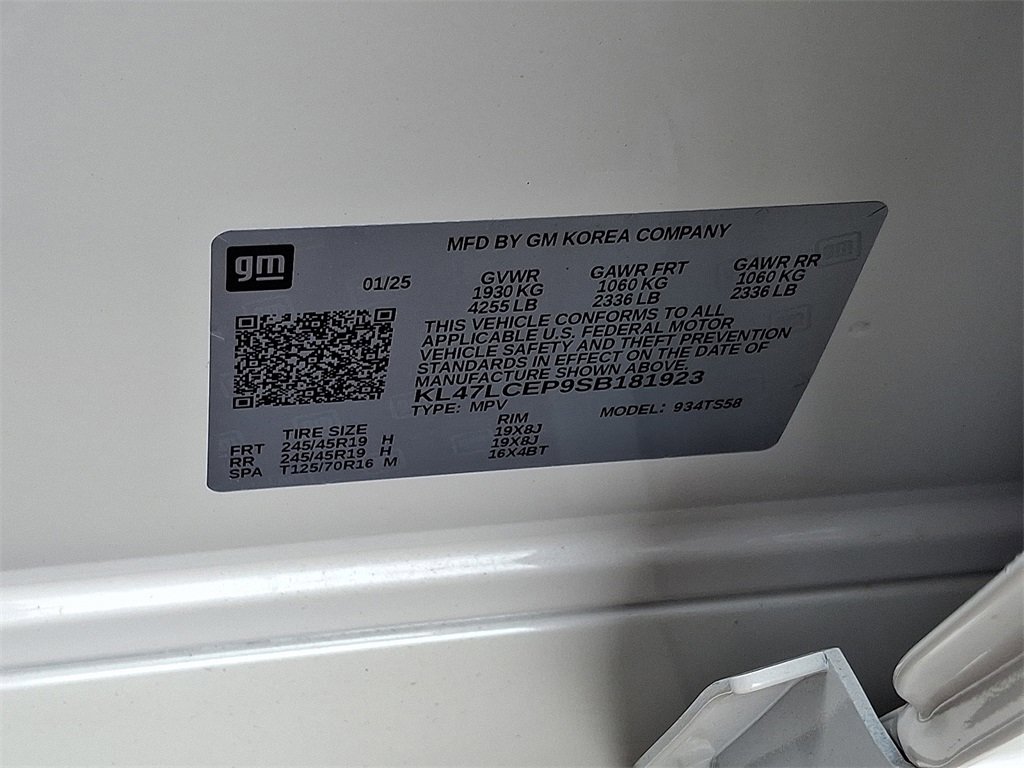 gm
MFD BY GM KOREA COMPANY
01/25
GVWR GAWR FRT GAWR RR
1930 KG 1060 KG 1060 KG
4255 LB 2336 LB 2336 LB
THIS VEHICLE CONFORMS TO ALL
APPLICABLE U.S. FEDERAL MOTOR
VEHICLE SAFETY AND THEFT PREVENTION
STANDARDS IN EFFECT ON THE DATE OF
MANUFACTURE SHOWN ABOVE.
KL47LCEP9SB181923
TYPE: MPV MODEL: 934TS58
TIRE SIZE RIM
FRT 245/45R19 H 19X8J
RR 245/45R19 H 19X8J
SPA T125/70R16 M 16X4BT